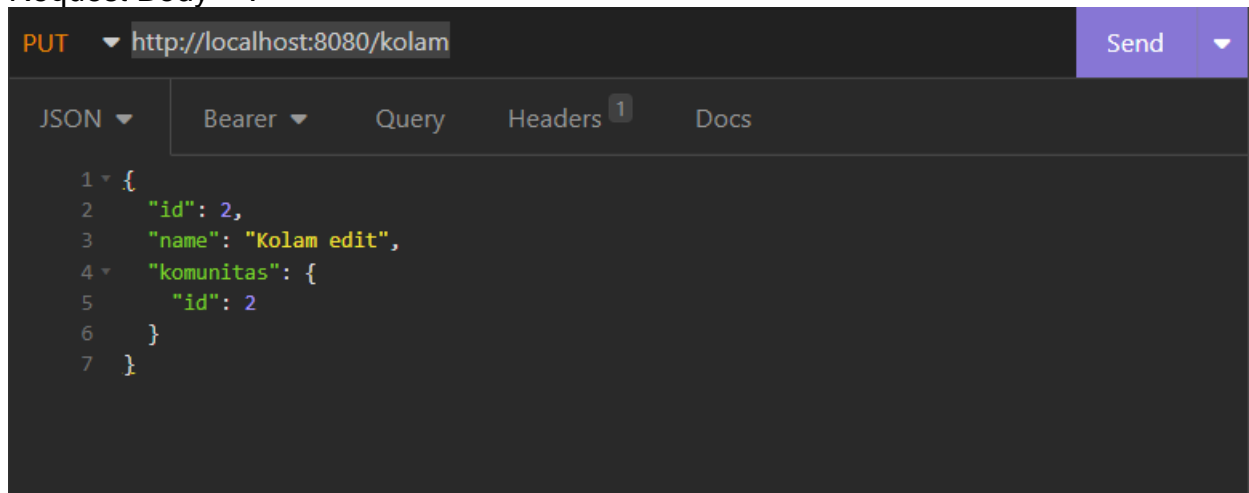 PUT http://localhost:8080/kolam Send
JSON Bearer Query Headers 1 Docs
1 {
2 "id": 2,
3 "name": "Kolam edit",
4 "komunitas": {
5 "id": 2
6 }
7 }